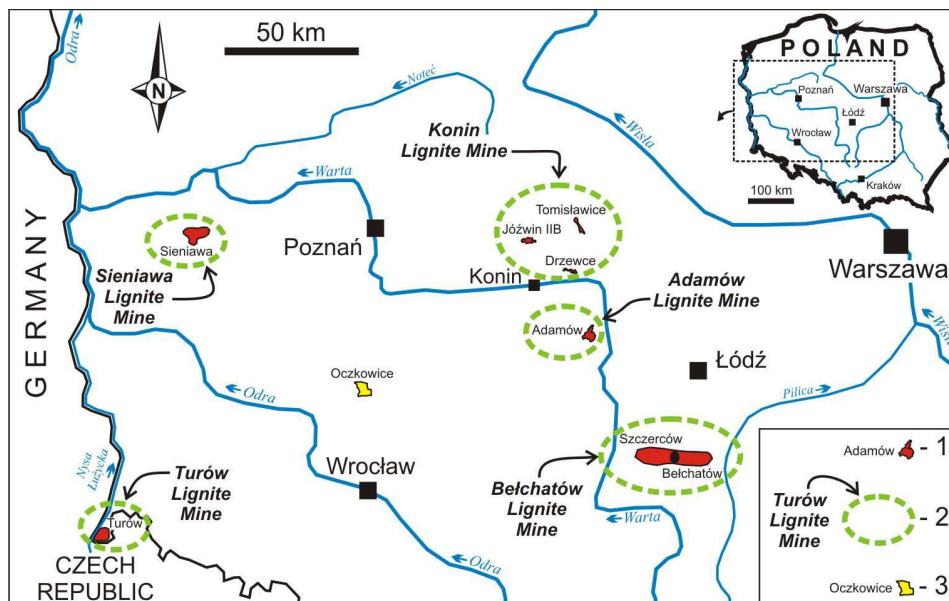 Odra
50 km
N
Noteć
Konin
Lignite Mine
Wisła
POLAND
Poznań
Warszawa
Łódź
Wrocław
Kraków
100 km
Warta
Tomisławice
Jóźwin IIB
Drzewce
Sieniawa
Poznań
Konin
Warszawa
Sieniawa
Lignite
Mine
Adamów
Lignite Mine
GERMANY
Adamów
Łódź
Wisła
Oczkowice
Odra
Pilica
Nysa
Łużycka
Turów
Lignite
Mine
Wrocław
Szczerców
Bełchatów
Bełchatów
Lignite
Mine
Warta
Turów
CZECH
REPUBLIC
Odra
Adamów - 1
Turów
Lignite
Mine
- 2
Oczkowice - 3